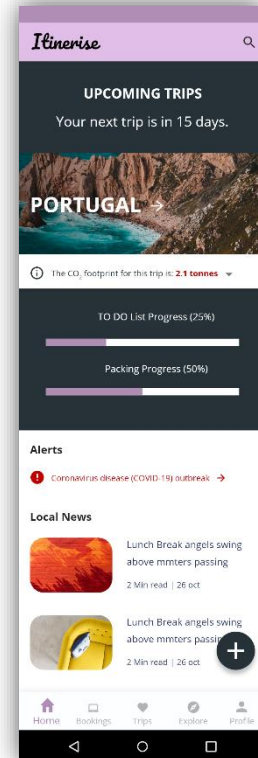 Itinerise
UPCOMING TRIPS
Your next trip is in 15 days.
PORTUGAL →
The CO₂ footprint for this trip is: 2.1 tonnes
TO DO List Progress (25%)
Packing Progress (50%)
Alerts
Coronavirus disease (COVID-19) outbreak →
Local News
Lunch Break angels swing
above mmters passing
2 Min read | 26 oct
Lunch Break angels swing
above mmters
2 Min read | 26 oct
Home Bookings Trips Explore Profile